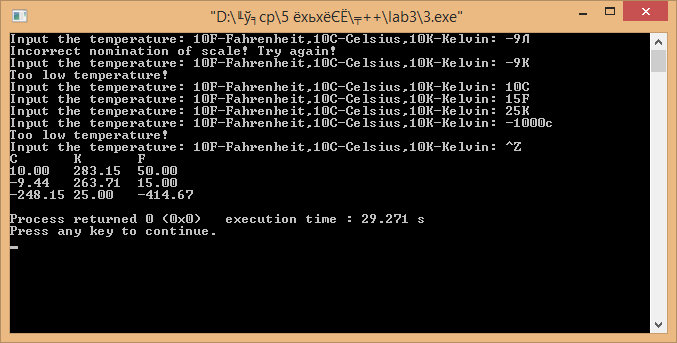 "D:\╙ў╕ср\5 ёхьхёЄЁ\╤++\lab3\3.exe"
Input the temperature: 10F-Fahrenheit,10C-Celsius,10K-Kelvin: -9Л
Incorrect nomination of scale! Try again!
Input the temperature: 10F-Fahrenheit,10C-Celsius,10K-Kelvin: -9K
Too low temperature!
Input the temperature: 10F-Fahrenheit,10C-Celsius,10K-Kelvin: 10C
Input the temperature: 10F-Fahrenheit,10C-Celsius,10K-Kelvin: 15F
Input the temperature: 10F-Fahrenheit,10C-Celsius,10K-Kelvin: 25K
Input the temperature: 10F-Fahrenheit,10C-Celsius,10K-Kelvin: -1000c
Too low temperature!
Input the temperature: 10F-Fahrenheit,10C-Celsius,10K-Kelvin: ^Z
C K F
10.00 283.15 50.00
-9.44 263.71 15.00
-248.15 25.00 -414.67
Process returned 0 (0x0) execution time : 29.271 s
Press any key to continue.